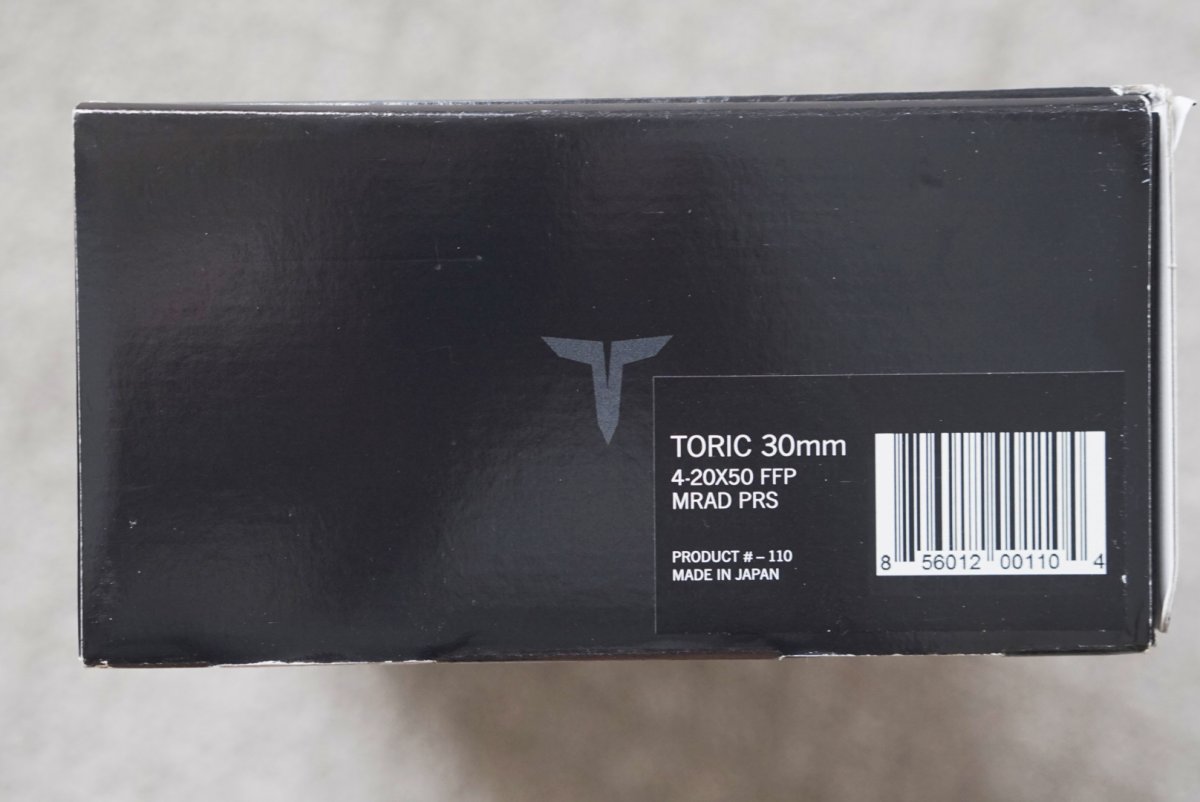 TORIC 30mm
4-20X50 FFP
MRAD PRS
PRODUCT # – 110
MADE IN JAPAN
8 56012 00110 4